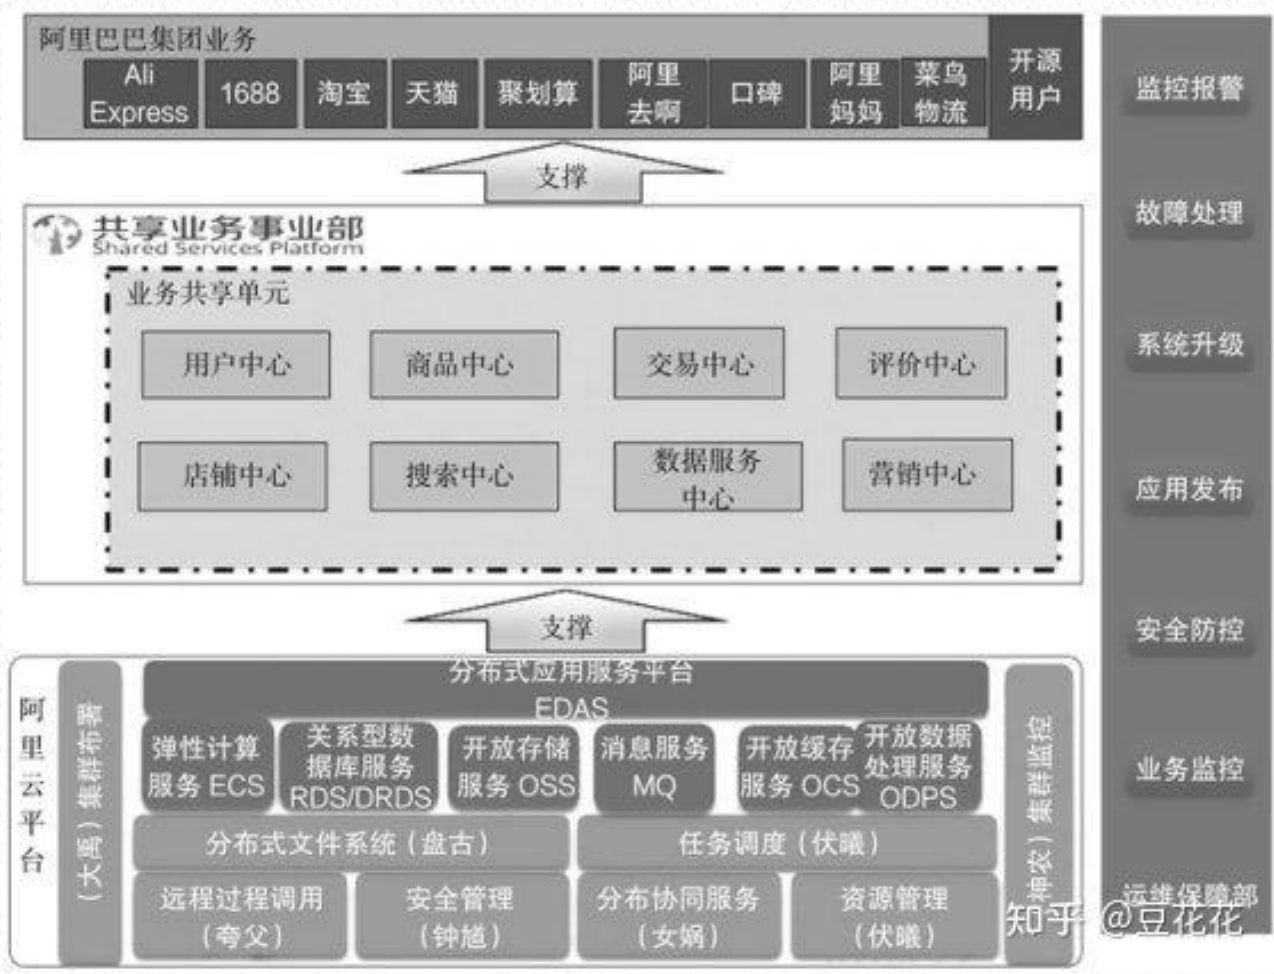 阿里巴巴集团业务
Ali
Express
1688
淘宝
天猫
聚划算
阿里
去啊
口碑
阿里
妈妈
菜鸟
物流
开源
用户
支撑
共享业务事业部
Shared Services Platform
业务共享单元
用户中心
商品中心
交易中心
评价中心
店铺中心
搜索中心
数据服务
中心
营销中心
支撑
阿里云平台
(大禹)集群布署
分布式应用服务平台
EDAS
弹性计算
服务 ECS
关系型数
据库服务
RDS/DRDS
开放存储
服务 OSS
消息服务
MQ
开放缓存
服务 OCS
开放数据
处理服务
ODPS
分布式文件系统(盘古)
任务调度(伏曦)
远程过程调用
(夸父)
安全管理
(钟馗)
分布协同服务
(女娲)
资源管理
(伏曦)
神农)集群监控
监控报警
故障处理
系统升级
应用发布
安全防控
业务监控
运维保障部
知乎 @豆花花